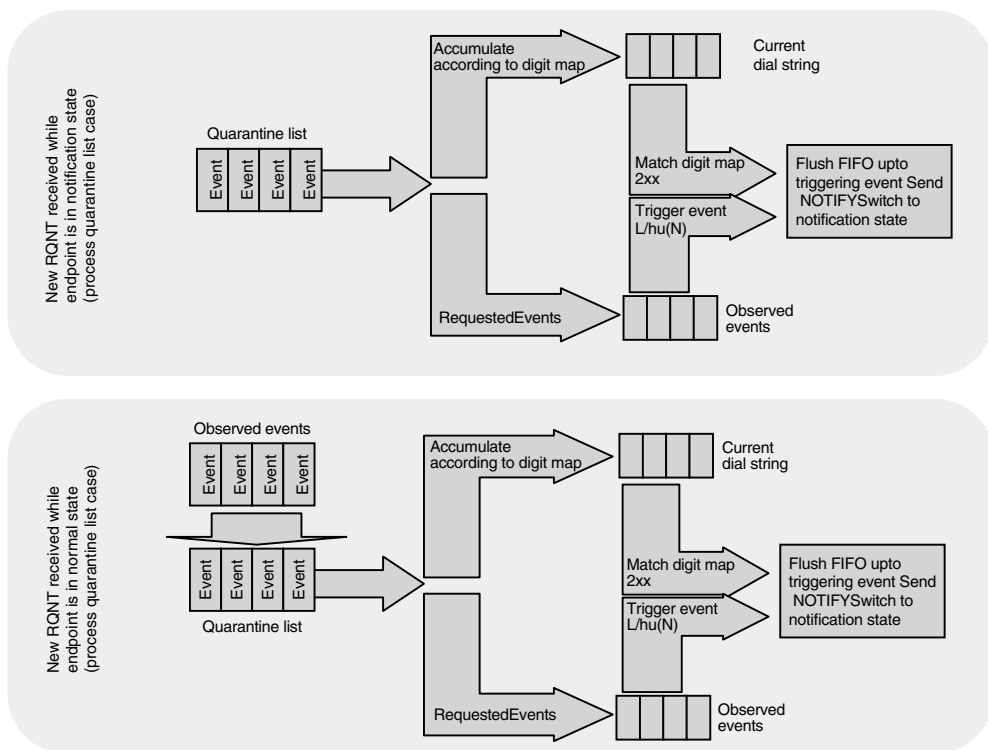 New RQNT received while
endpoint is in notification state
(process quarantine list case)
Quarantine list
Event
Event
Event
Event
Accumulate
according to digit map
Current
dial string
Match digit map
2xx
Trigger event
L/hu(N)
Flush FIFO upto
triggering event Send
NOTIFYSwitch to
notification state
RequestedEvents
Observed
events
New RQNT received while
endpoint is in normal state
(process quarantine list case)
Observed events
Event
Event
Event
Event
Event
Event
Event
Event
Quarantine list
Accumulate
according to digit map
Current
dial string
Match digit map
2xx
Trigger event
L/hu(N)
Flush FIFO upto
triggering event Send
NOTIFYSwitch to
notification state
RequestedEvents
Observed
events